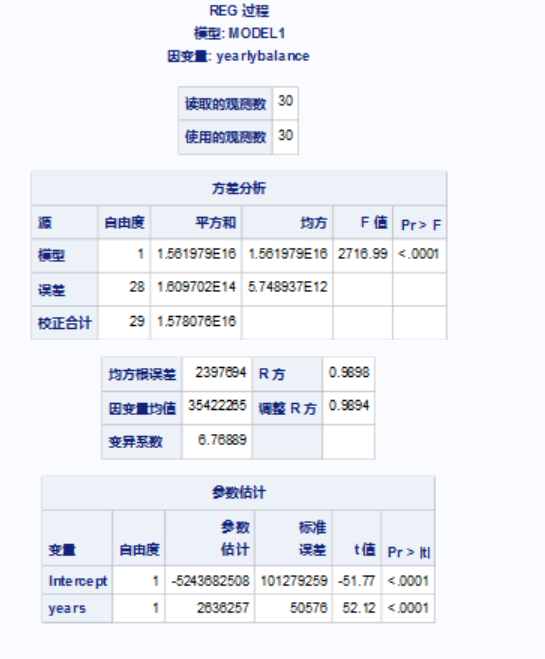 REG 过程
模型: MODEL1
因变量: yearlybalance
读取的观测数 30
使用的观测数 30
方差分析
源 自由度 平方和 均方 F 值 Pr > F
模型 1 1.561979E16 1.561979E16 2716.99 <.0001
误差 28 1.609702E14 5.748937E12
校正合计 29 1.578076E16
均方根误差 2397694 R 方 0.9898
因变量均值 35422265 调整 R 方 0.9894
变异系数 6.76889
参数估计
变量 自由度 参数估计 标准误差 t 值 Pr > |t|
Intercept 1 -5243682508 101279259 -51.77 <.0001
years 1 2636257 50576 52.12 <.0001